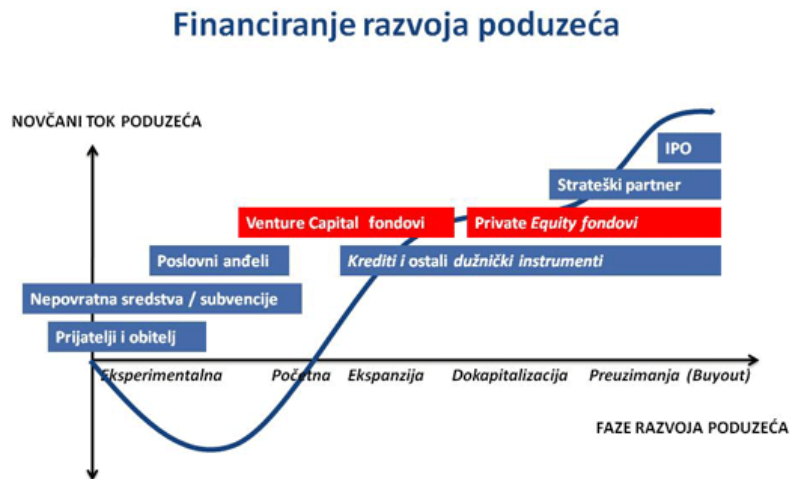 Financiranje razvoja poduzeća
NOVČANI TOK PODUZEĆA
IPO
Strateški partner
Venture Capital fondovi
Private Equity fondovi
Poslovni anđeli
Krediti i ostali dužnički instrumenti
Nepovratna sredstva / subvencije
Prijatelji i obitelj
Eksperimentalna
Početna
Ekspanzija
Dokapitalizacija
Preuzimanja (Buyout)
FAZE RAZVOJA PODUZEĆA